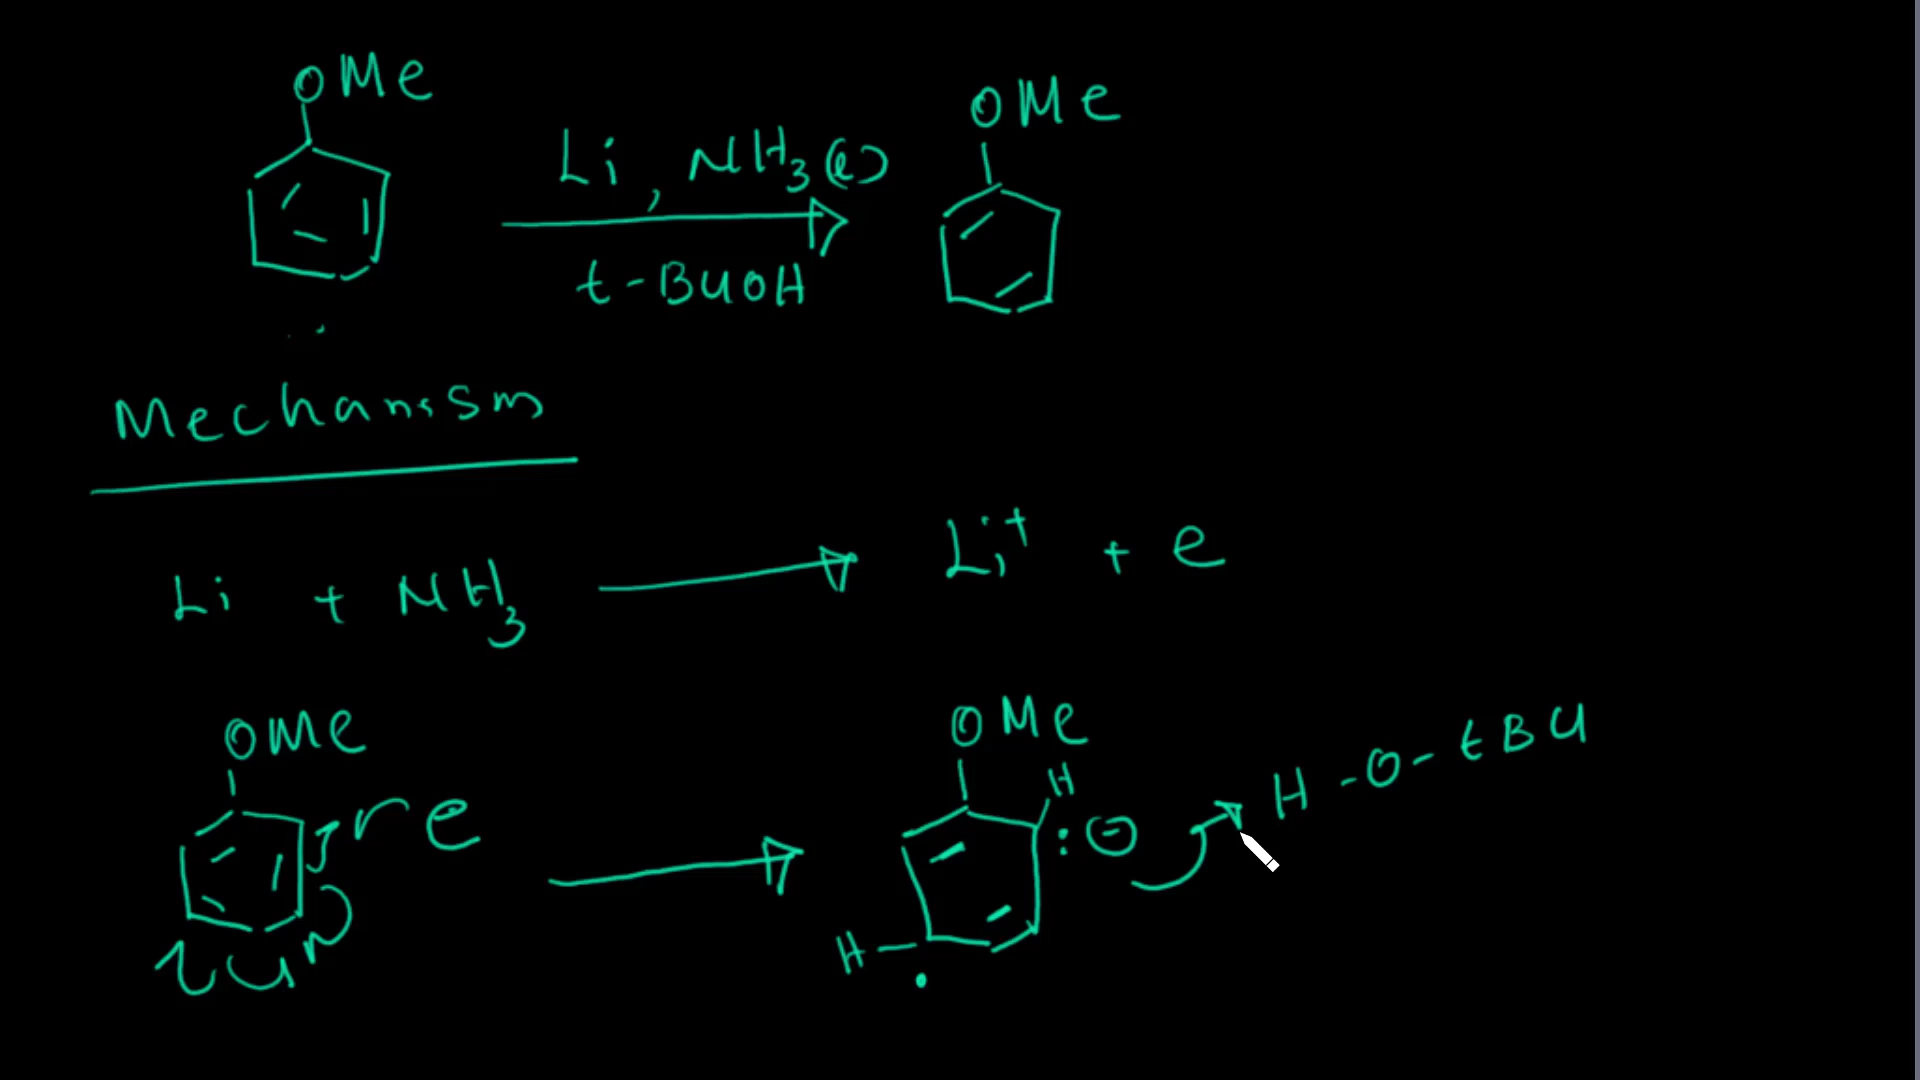 OMe
OMe
Li, NH3(l)
t-BuOH
Mechanism
Li + NH3 Li+ + e
OMe
e
OMe
H
: ⊖
H-O-tBu
H